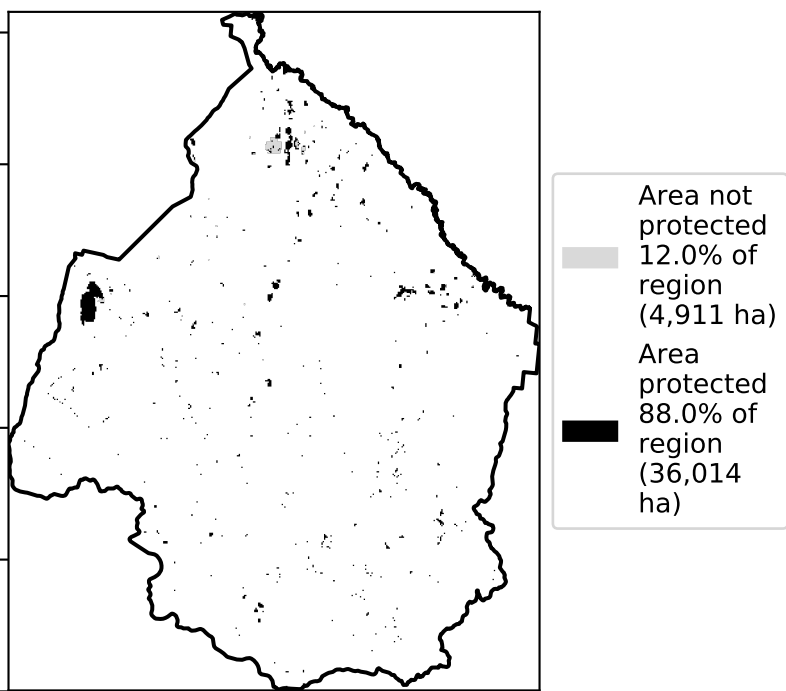 Area not
protected
12.0% of
region
(4,911 ha)
Area
protected
88.0% of
region
(36,014
ha)